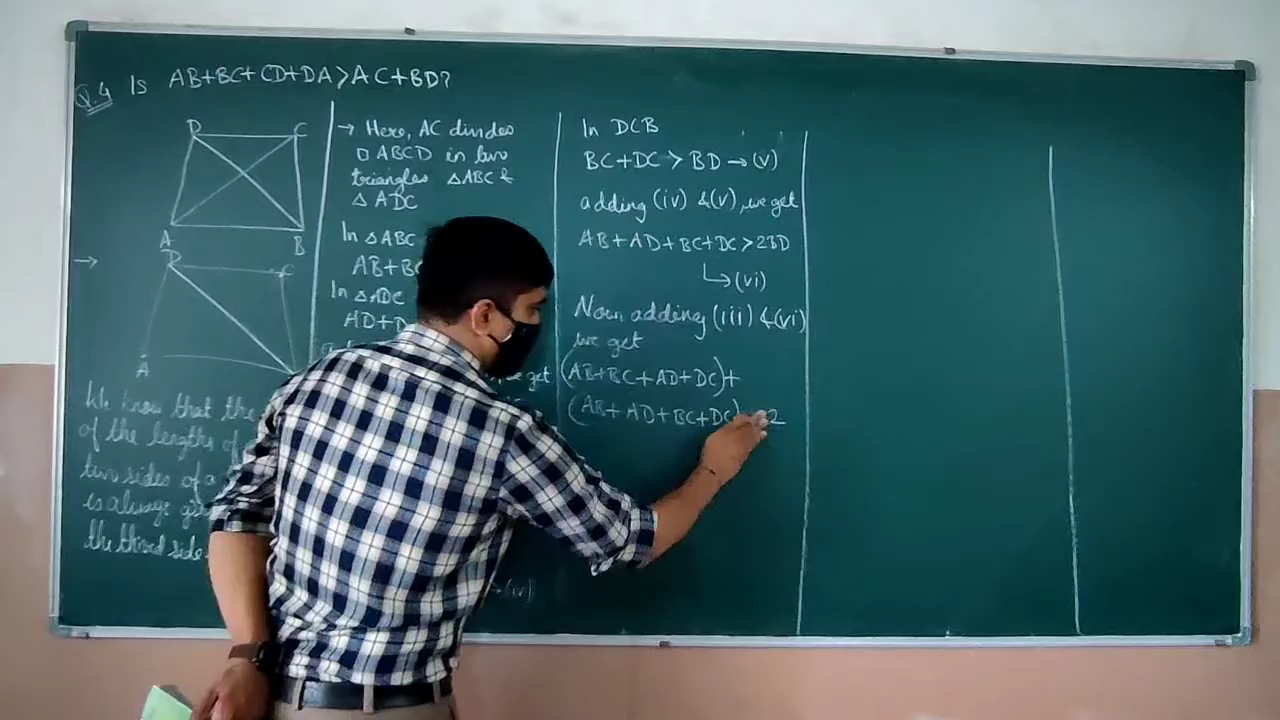 Q.4 Is AB+BC+CD+DA>AC+BD?
D C
A B
→ D C
A
We know that the
of the lengths of
two sides of a
is always
the third side
→ Here, AC divides
□ABCD in two
triangles △ABC &
△ ADC
In △ABC
AB+BC
In △ADC
AD+D
we get
→(iv)
In DCB
BC+DC > BD →(v)
adding (iv) &(v), we get
AB+AD+BC+DC>2BD
↳(vi)
Now adding (iii) &(vi)
we get
(AB+BC+AD+DC)+
(AB+AD+BC+DC) 2